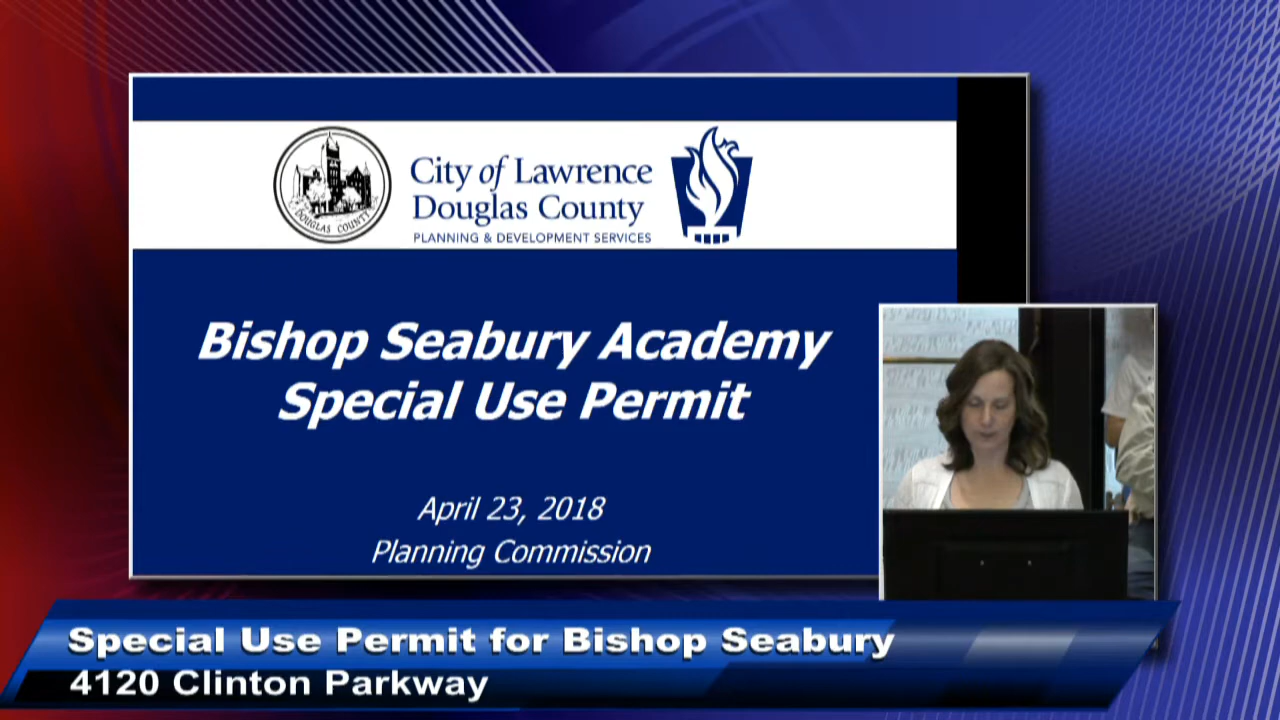 DOUGLAS COUNTY
City of Lawrence
Douglas County
PLANNING & DEVELOPMENT SERVICES
Bishop Seabury Academy
Special Use Permit
April 23, 2018
Planning Commission
Special Use Permit for Bishop Seabury
4120 Clinton Parkway